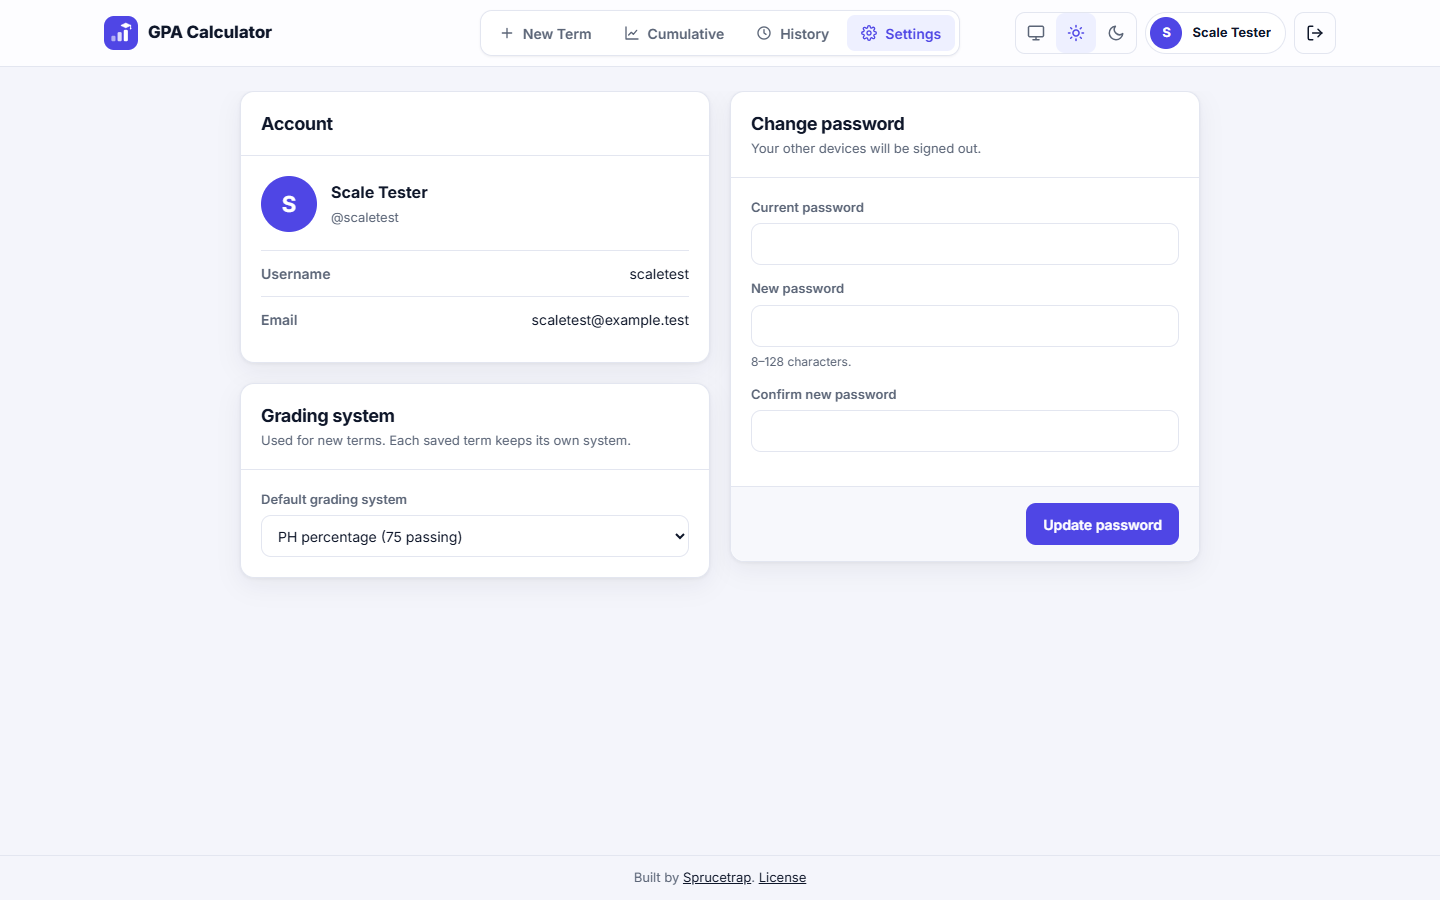 GPA Calculator
New Term
Cumulative
History
Settings
S
Scale Tester
Account
S
Scale Tester
@scaletest
Username
scaletest
Email
scaletest@example.test
Grading system
Used for new terms. Each saved term keeps its own system.
Default grading system
PH percentage (75 passing)
Change password
Your other devices will be signed out.
Current password
New password
8–128 characters.
Confirm new password
Update password
Built by Sprucetrap. License